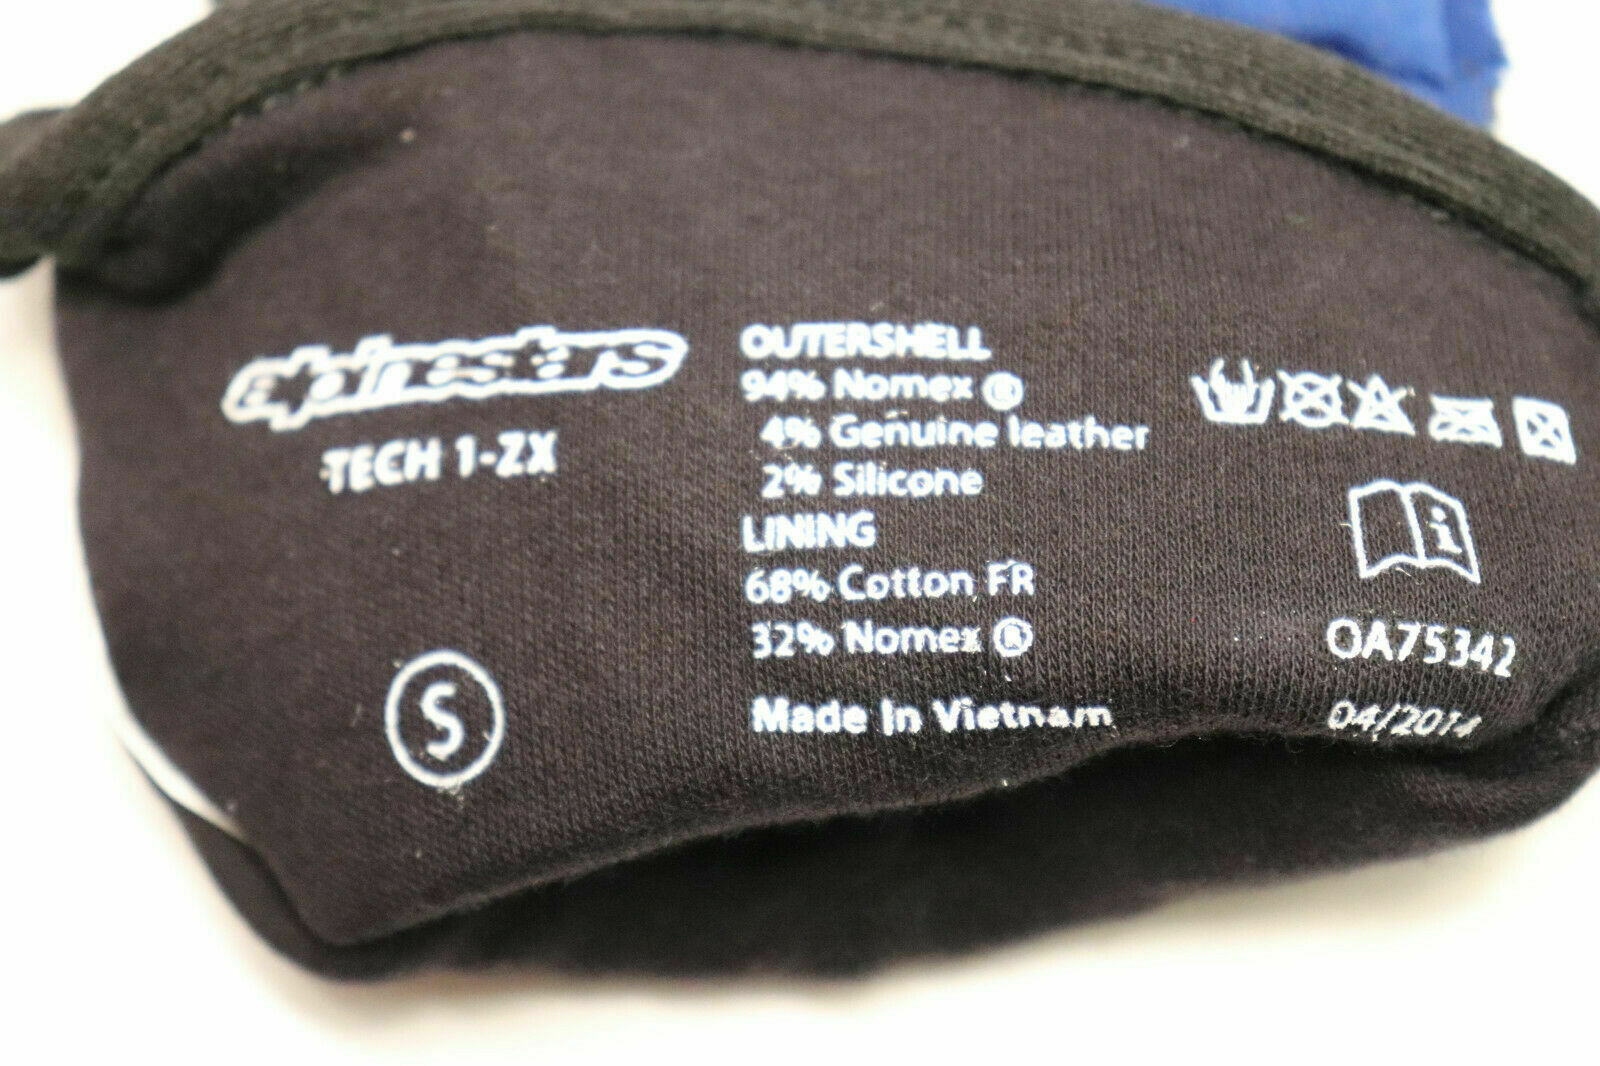 alpinestars
TECH 1-ZX
S
OUTERSHELL
94% Nomex ®
4% Genuine leather
2% Silicone
LINING
68% Cotton FR
32% Nomex ®
Made In Vietnam
i
OA75342
04/2014